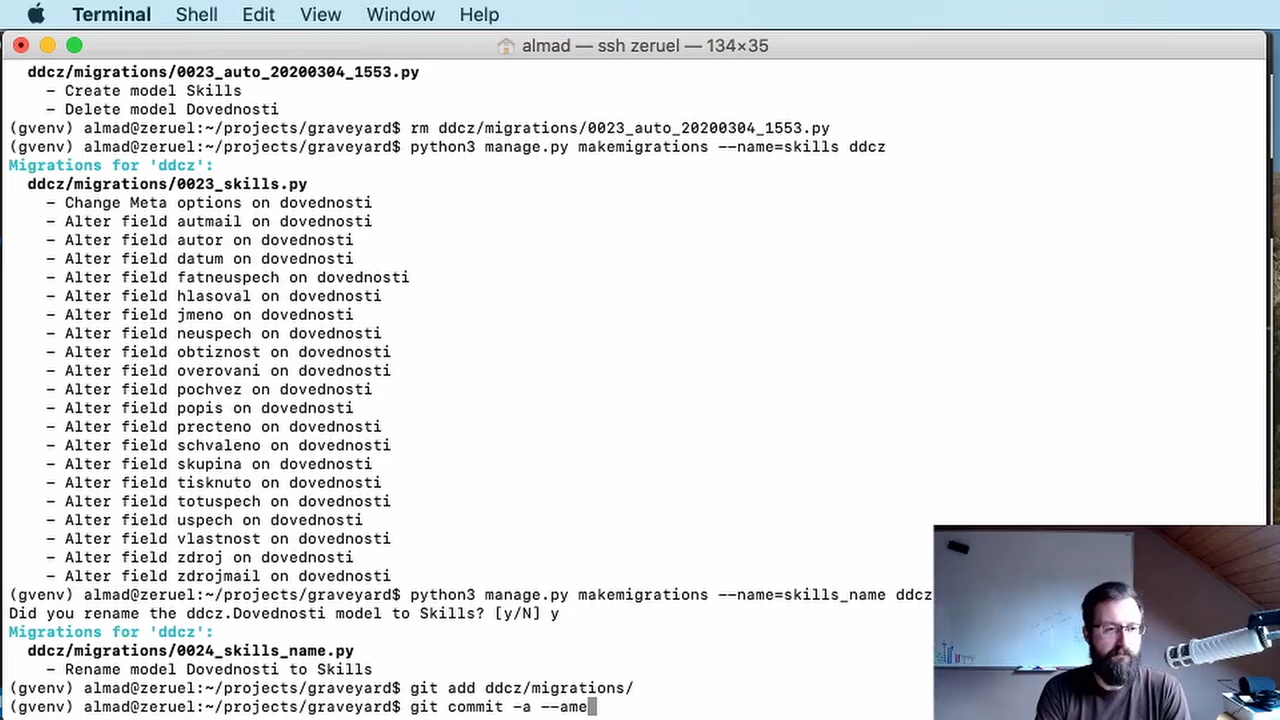 Terminal Shell Edit View Window Help
almad — ssh zeruel — 134×35
ddcz/migrations/0023_auto_20200304_1553.py
– Create model Skills
– Delete model Dovednosti
(gvenv) almad@zeruel:~/projects/graveyard$ rm ddcz/migrations/0023_auto_20200304_1553.py
(gvenv) almad@zeruel:~/projects/graveyard$ python3 manage.py makemigrations --name=skills ddcz
Migrations for 'ddcz':
ddcz/migrations/0023_skills.py
– Change Meta options on dovednosti
– Alter field autmail on dovednosti
– Alter field autor on dovednosti
– Alter field datum on dovednosti
– Alter field fatneuspech on dovednosti
– Alter field hlasoval on dovednosti
– Alter field jmeno on dovednosti
– Alter field neuspech on dovednosti
– Alter field obtiznost on dovednosti
– Alter field overovani on dovednosti
– Alter field pochvez on dovednosti
– Alter field popis on dovednosti
– Alter field precteno on dovednosti
– Alter field schvaleno on dovednosti
– Alter field skupina on dovednosti
– Alter field tisknuto on dovednosti
– Alter field totuspech on dovednosti
– Alter field uspech on dovednosti
– Alter field vlastnost on dovednosti
– Alter field zdroj on dovednosti
– Alter field zdrojmail on dovednosti
(gvenv) almad@zeruel:~/projects/graveyard$ python3 manage.py makemigrations --name=skills_name ddcz
Did you rename the ddcz.Dovednosti model to Skills? [y/N] y
Migrations for 'ddcz':
ddcz/migrations/0024_skills_name.py
– Rename model Dovednosti to Skills
(gvenv) almad@zeruel:~/projects/graveyard$ git add ddcz/migrations/
(gvenv) almad@zeruel:~/projects/graveyard$ git commit -a --ame